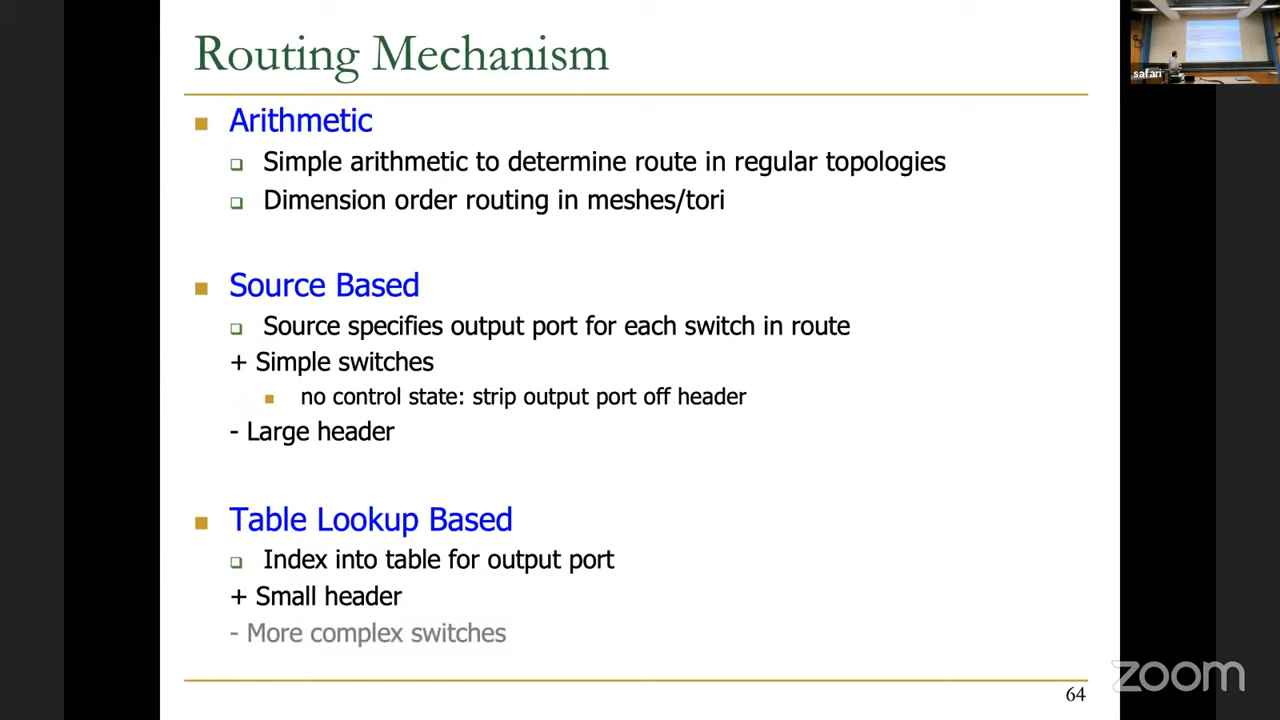 Routing Mechanism
Arithmetic
Simple arithmetic to determine route in regular topologies
Dimension order routing in meshes/tori
Source Based
Source specifies output port for each switch in route
+ Simple switches
no control state: strip output port off header
- Large header
Table Lookup Based
Index into table for output port
+ Small header
- More complex switches
64
safari
zoom